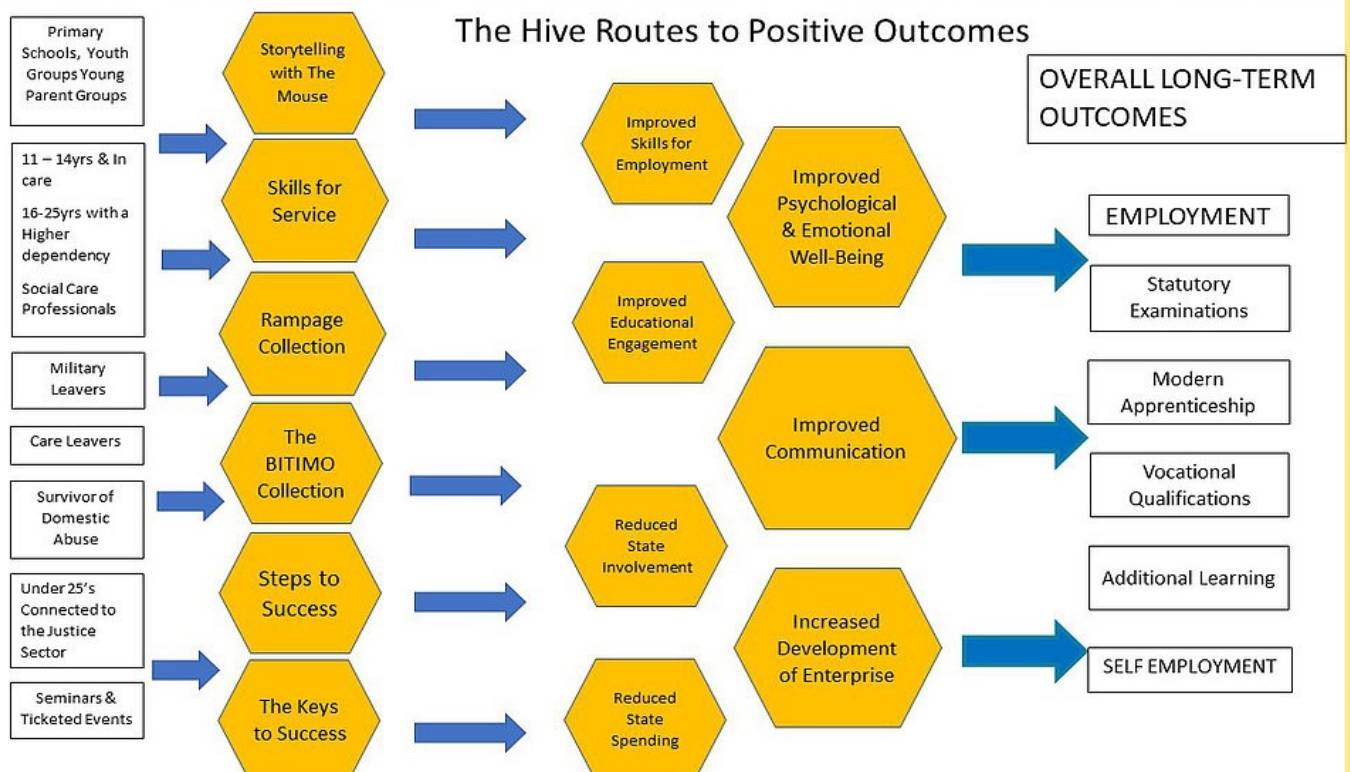 The Hive Routes to Positive Outcomes
Primary
Schools, Youth
Groups Young
Parent Groups
11 – 14yrs & In
care
16-25yrs with a
Higher
dependency
Social Care
Professionals
Military
Leavers
Care Leavers
Survivor of
Domestic
Abuse
Under 25's
Connected to
the Justice
Sector
Seminars &
Ticketed Events
Storytelling
with The
Mouse
Skills for
Service
Rampage
Collection
The
BITIMO
Collection
Steps to
Success
The Keys
to Success
Improved
Skills for
Employment
Improved
Educational
Engagement
Reduced
State
Involvement
Reduced
State
Spending
Improved
Psychological
& Emotional
Well-Being
Improved
Communication
Increased
Development
of Enterprise
OVERALL LONG-TERM
OUTCOMES
EMPLOYMENT
Statutory
Examinations
Modern
Apprenticeship
Vocational
Qualifications
Additional Learning
SELF EMPLOYMENT